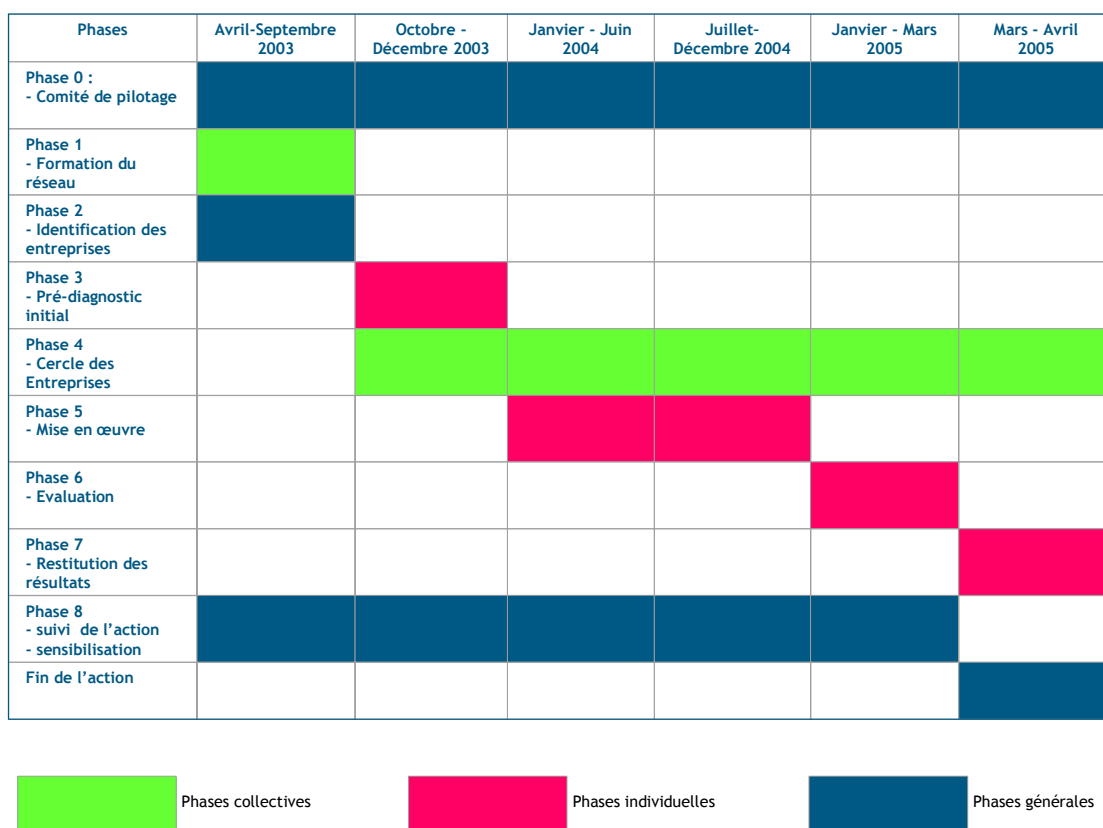 Phases
Avril-Septembre
2003
Octobre -
Décembre 2003
Janvier - Juin
2004
Juillet-
Décembre 2004
Janvier - Mars
2005
Mars - Avril
2005
Phase 0 :
- Comité de pilotage
Phase 1
- Formation du
réseau
Phase 2
- Identification des
entreprises
Phase 3
- Pré-diagnostic
initial
Phase 4
- Cercle des
Entreprises
Phase 5
- Mise en œuvre
Phase 6
- Evaluation
Phase 7
- Restitution des
résultats
Phase 8
- suivi de l’action
- sensibilisation
Fin de l’action
Phases collectives
Phases individuelles
Phases générales